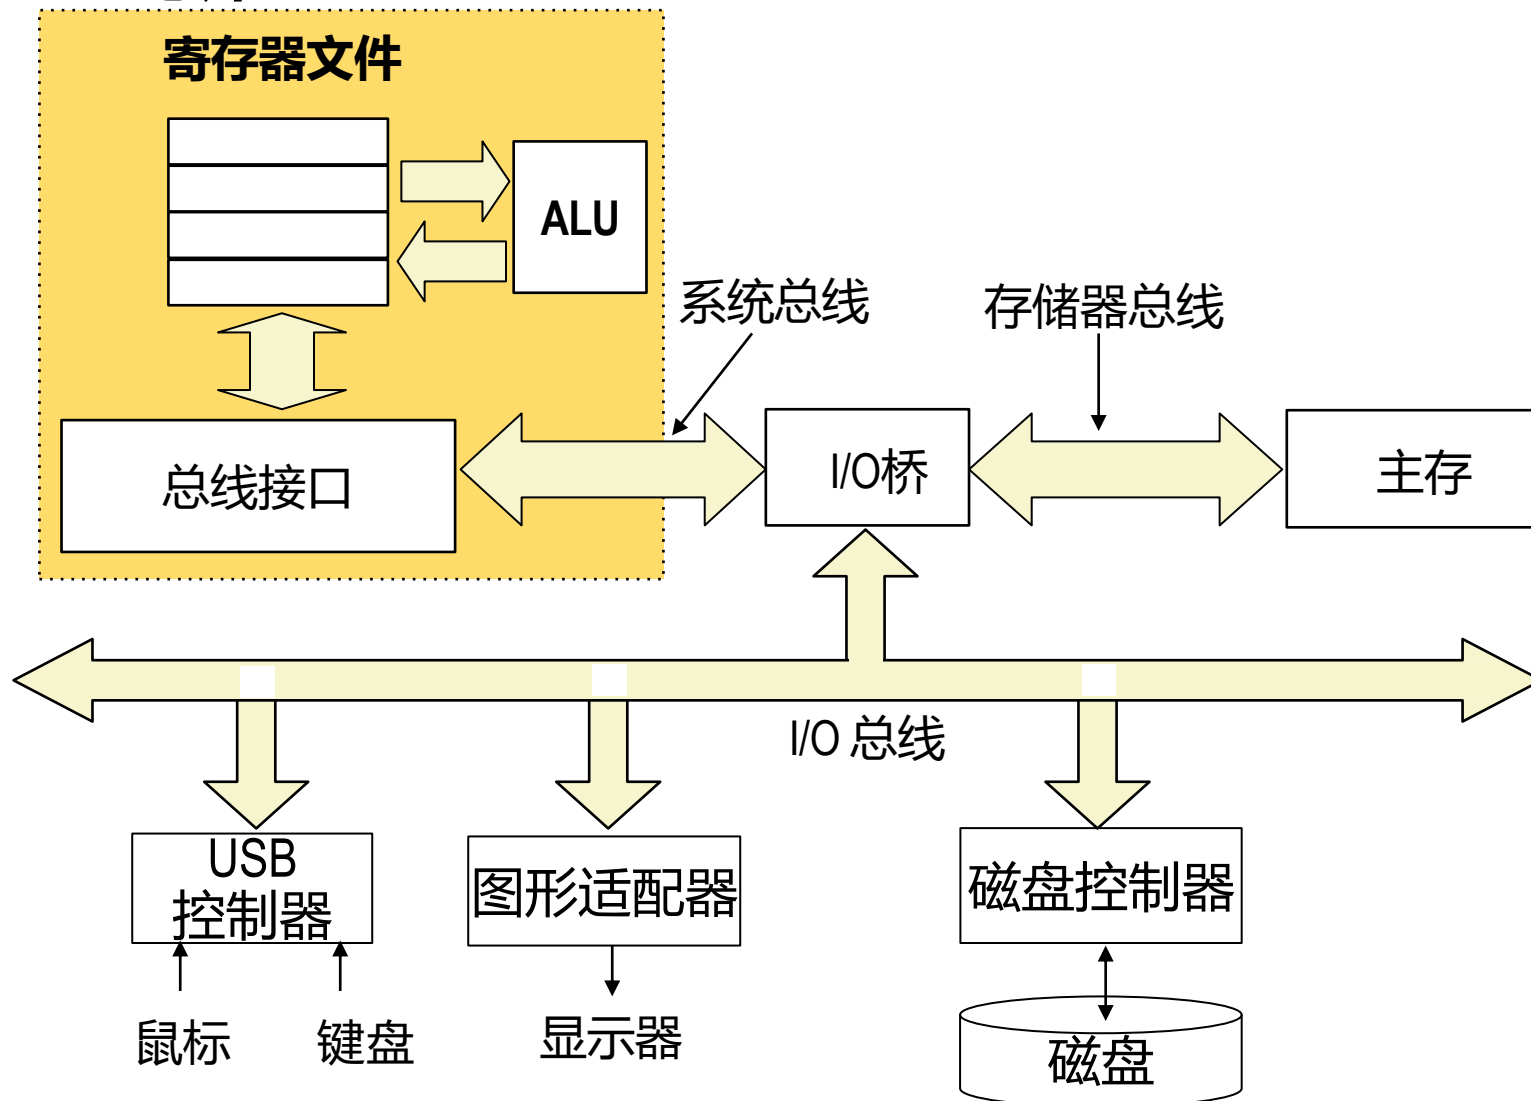 寄存器文件
ALU
系统总线
存储器总线
总线接口
I/O桥
主存
I/O 总线
USB
控制器
图形适配器
磁盘控制器
鼠标
键盘
显示器
磁盘